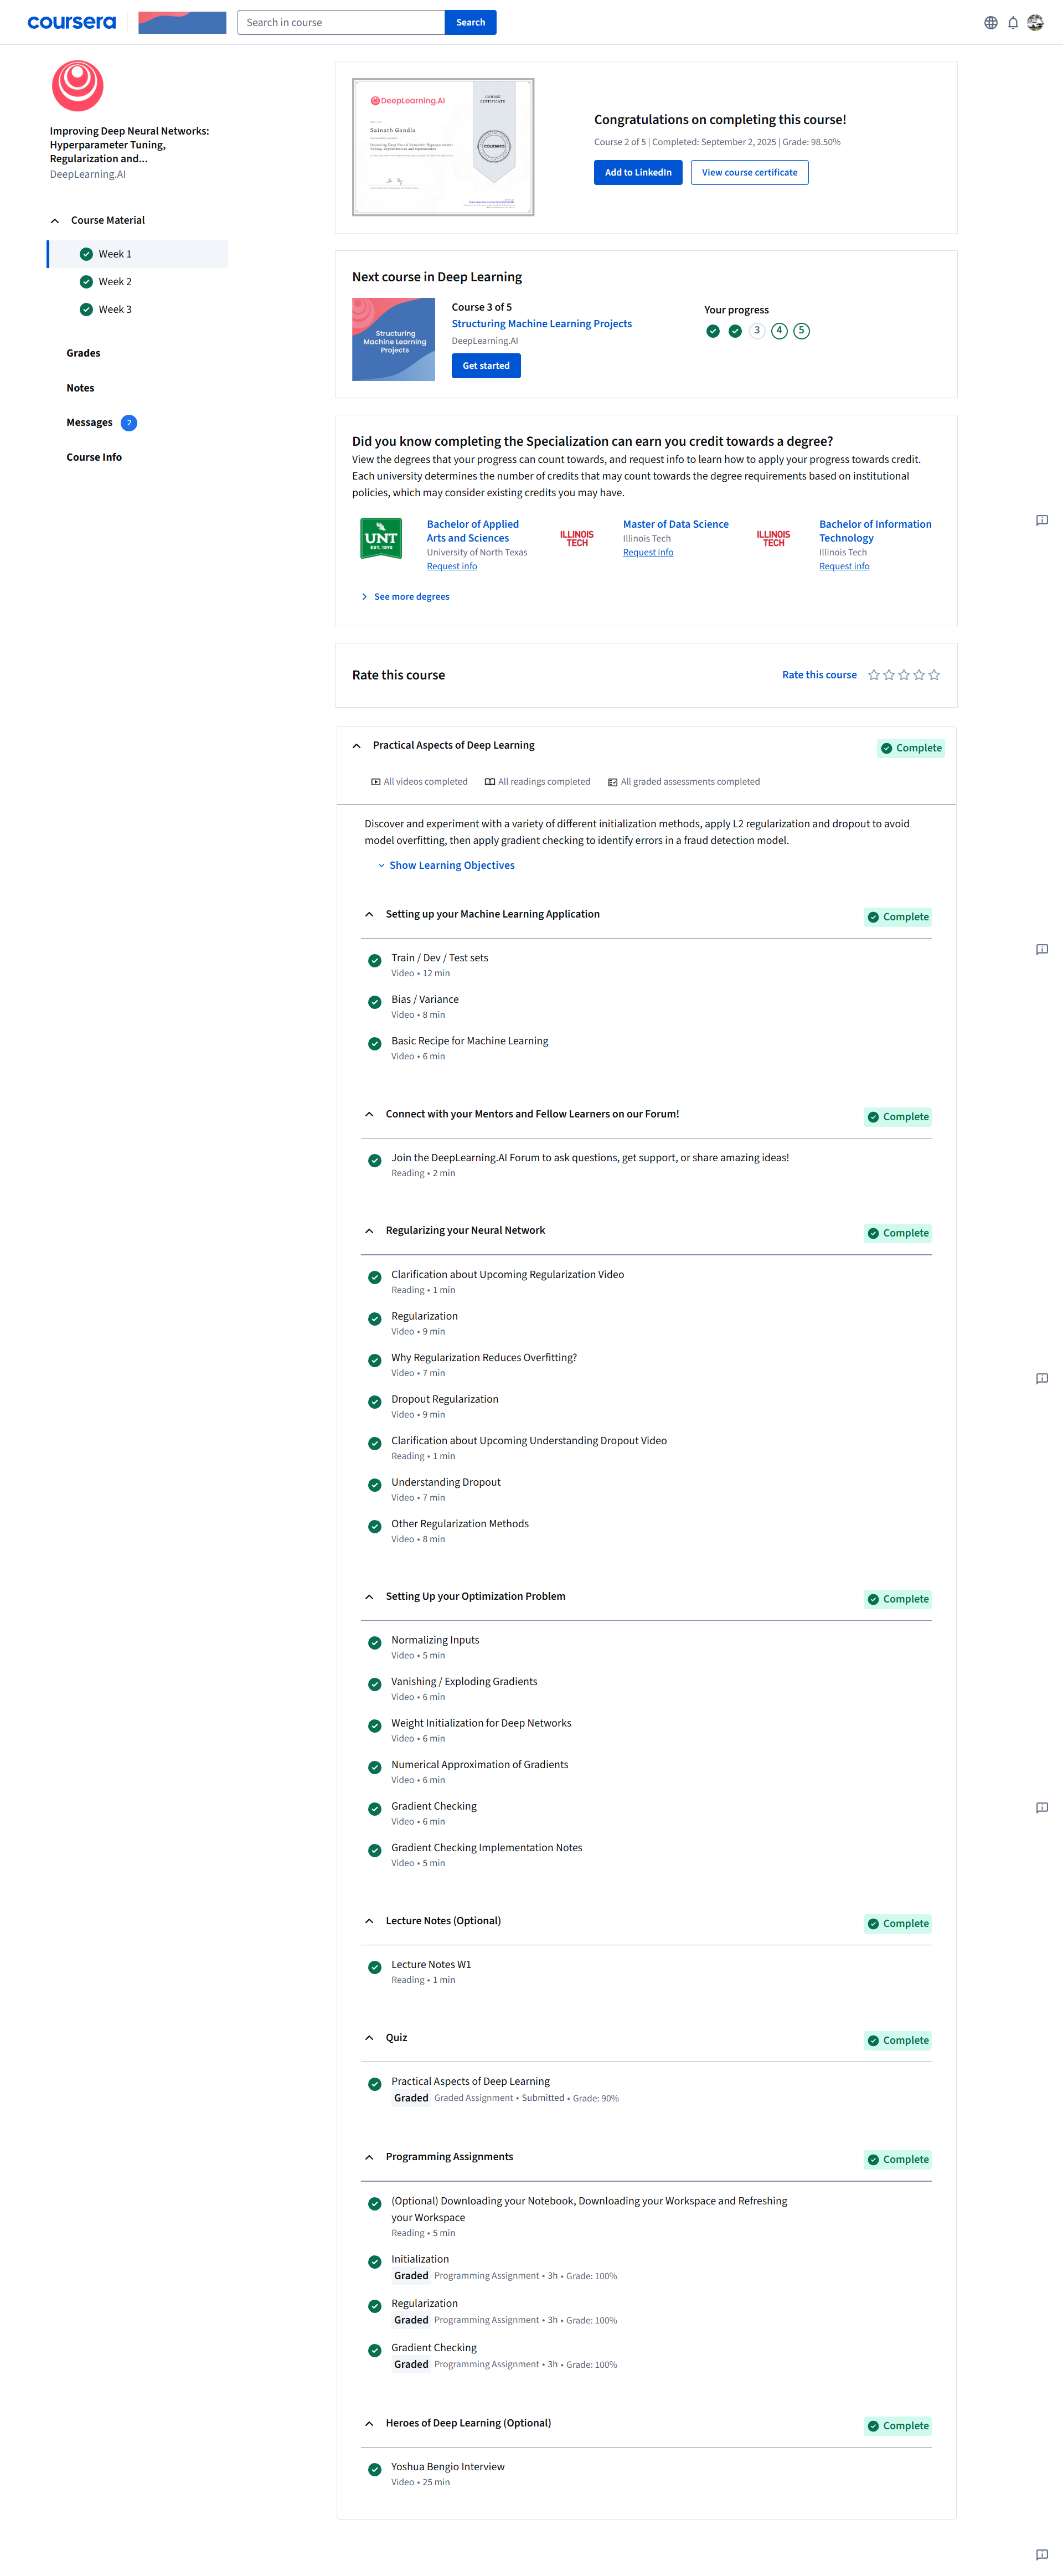 coursera
Search in course
Search
Improving Deep Neural Networks:
Hyperparameter Tuning,
Regularization and...
DeepLearning.AI
Course Material
Week 1
Week 2
Week 3
Grades
Notes
Messages 2
Course Info
DeepLearning.AI
COURSE
CERTIFICATE
Sainath Gandla
coursera
Congratulations on completing this course!
Course 2 of 5 | Completed: September 2, 2025 | Grade: 98.50%
Add to LinkedIn
View course certificate
Next course in Deep Learning
Structuring
Machine Learning
Projects
Course 3 of 5
Structuring Machine Learning Projects
DeepLearning.AI
Get started
Your progress
3 4 5
Did you know completing the Specialization can earn you credit towards a degree?
View the degrees that your progress can count towards, and request info to learn how to apply your progress towards credit.
Each university determines the number of credits that may count towards the degree requirements based on institutional
policies, which may consider existing credits you may have.
UNT
EST. 1890
Bachelor of Applied
Arts and Sciences
University of North Texas
Request info
ILLINOIS
TECH
Master of Data Science
Illinois Tech
Request info
ILLINOIS
TECH
Bachelor of Information
Technology
Illinois Tech
Request info
See more degrees
Rate this course
Rate this course
Practical Aspects of Deep Learning
Complete
All videos completed
All readings completed
All graded assessments completed
Discover and experiment with a variety of different initialization methods, apply L2 regularization and dropout to avoid
model overfitting, then apply gradient checking to identify errors in a fraud detection model.
Show Learning Objectives
Setting up your Machine Learning Application
Complete
Train / Dev / Test sets
Video • 12 min
Bias / Variance
Video • 8 min
Basic Recipe for Machine Learning
Video • 6 min
Connect with your Mentors and Fellow Learners on our Forum!
Complete
Join the DeepLearning.AI Forum to ask questions, get support, or share amazing ideas!
Reading • 2 min
Regularizing your Neural Network
Complete
Clarification about Upcoming Regularization Video
Reading • 1 min
Regularization
Video • 9 min
Why Regularization Reduces Overfitting?
Video • 7 min
Dropout Regularization
Video • 9 min
Clarification about Upcoming Understanding Dropout Video
Reading • 1 min
Understanding Dropout
Video • 7 min
Other Regularization Methods
Video • 8 min
Setting Up your Optimization Problem
Complete
Normalizing Inputs
Video • 5 min
Vanishing / Exploding Gradients
Video • 6 min
Weight Initialization for Deep Networks
Video • 6 min
Numerical Approximation of Gradients
Video • 6 min
Gradient Checking
Video • 6 min
Gradient Checking Implementation Notes
Video • 5 min
Lecture Notes (Optional)
Complete
Lecture Notes W1
Reading • 1 min
Quiz
Complete
Practical Aspects of Deep Learning
Graded Graded Assignment • Submitted • Grade: 90%
Programming Assignments
Complete
(Optional) Downloading your Notebook, Downloading your Workspace and Refreshing
your Workspace
Reading • 5 min
Initialization
Graded Programming Assignment • 3h • Grade: 100%
Regularization
Graded Programming Assignment • 3h • Grade: 100%
Gradient Checking
Graded Programming Assignment • 3h • Grade: 100%
Heroes of Deep Learning (Optional)
Complete
Yoshua Bengio Interview
Video • 25 min